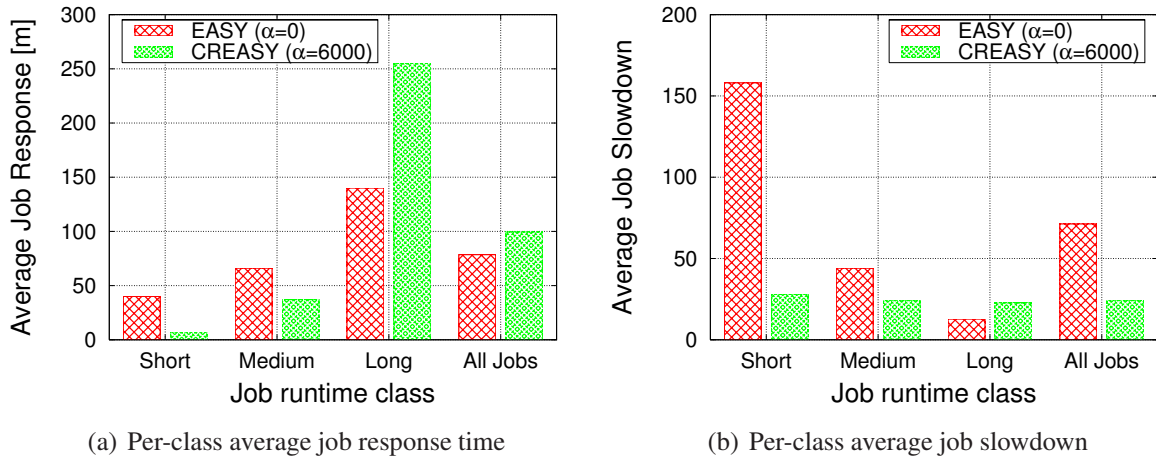 Average Job Response [m]
300
250
200
150
100
50
0
EASY (α=0)
CREASY (α=6000)
Short Medium Long All Jobs
Job runtime class
(a) Per-class average job response time
Average Job Slowdown
200
150
100
50
0
EASY (α=0)
CREASY (α=6000)
Short Medium Long All Jobs
Job runtime class
(b) Per-class average job slowdown